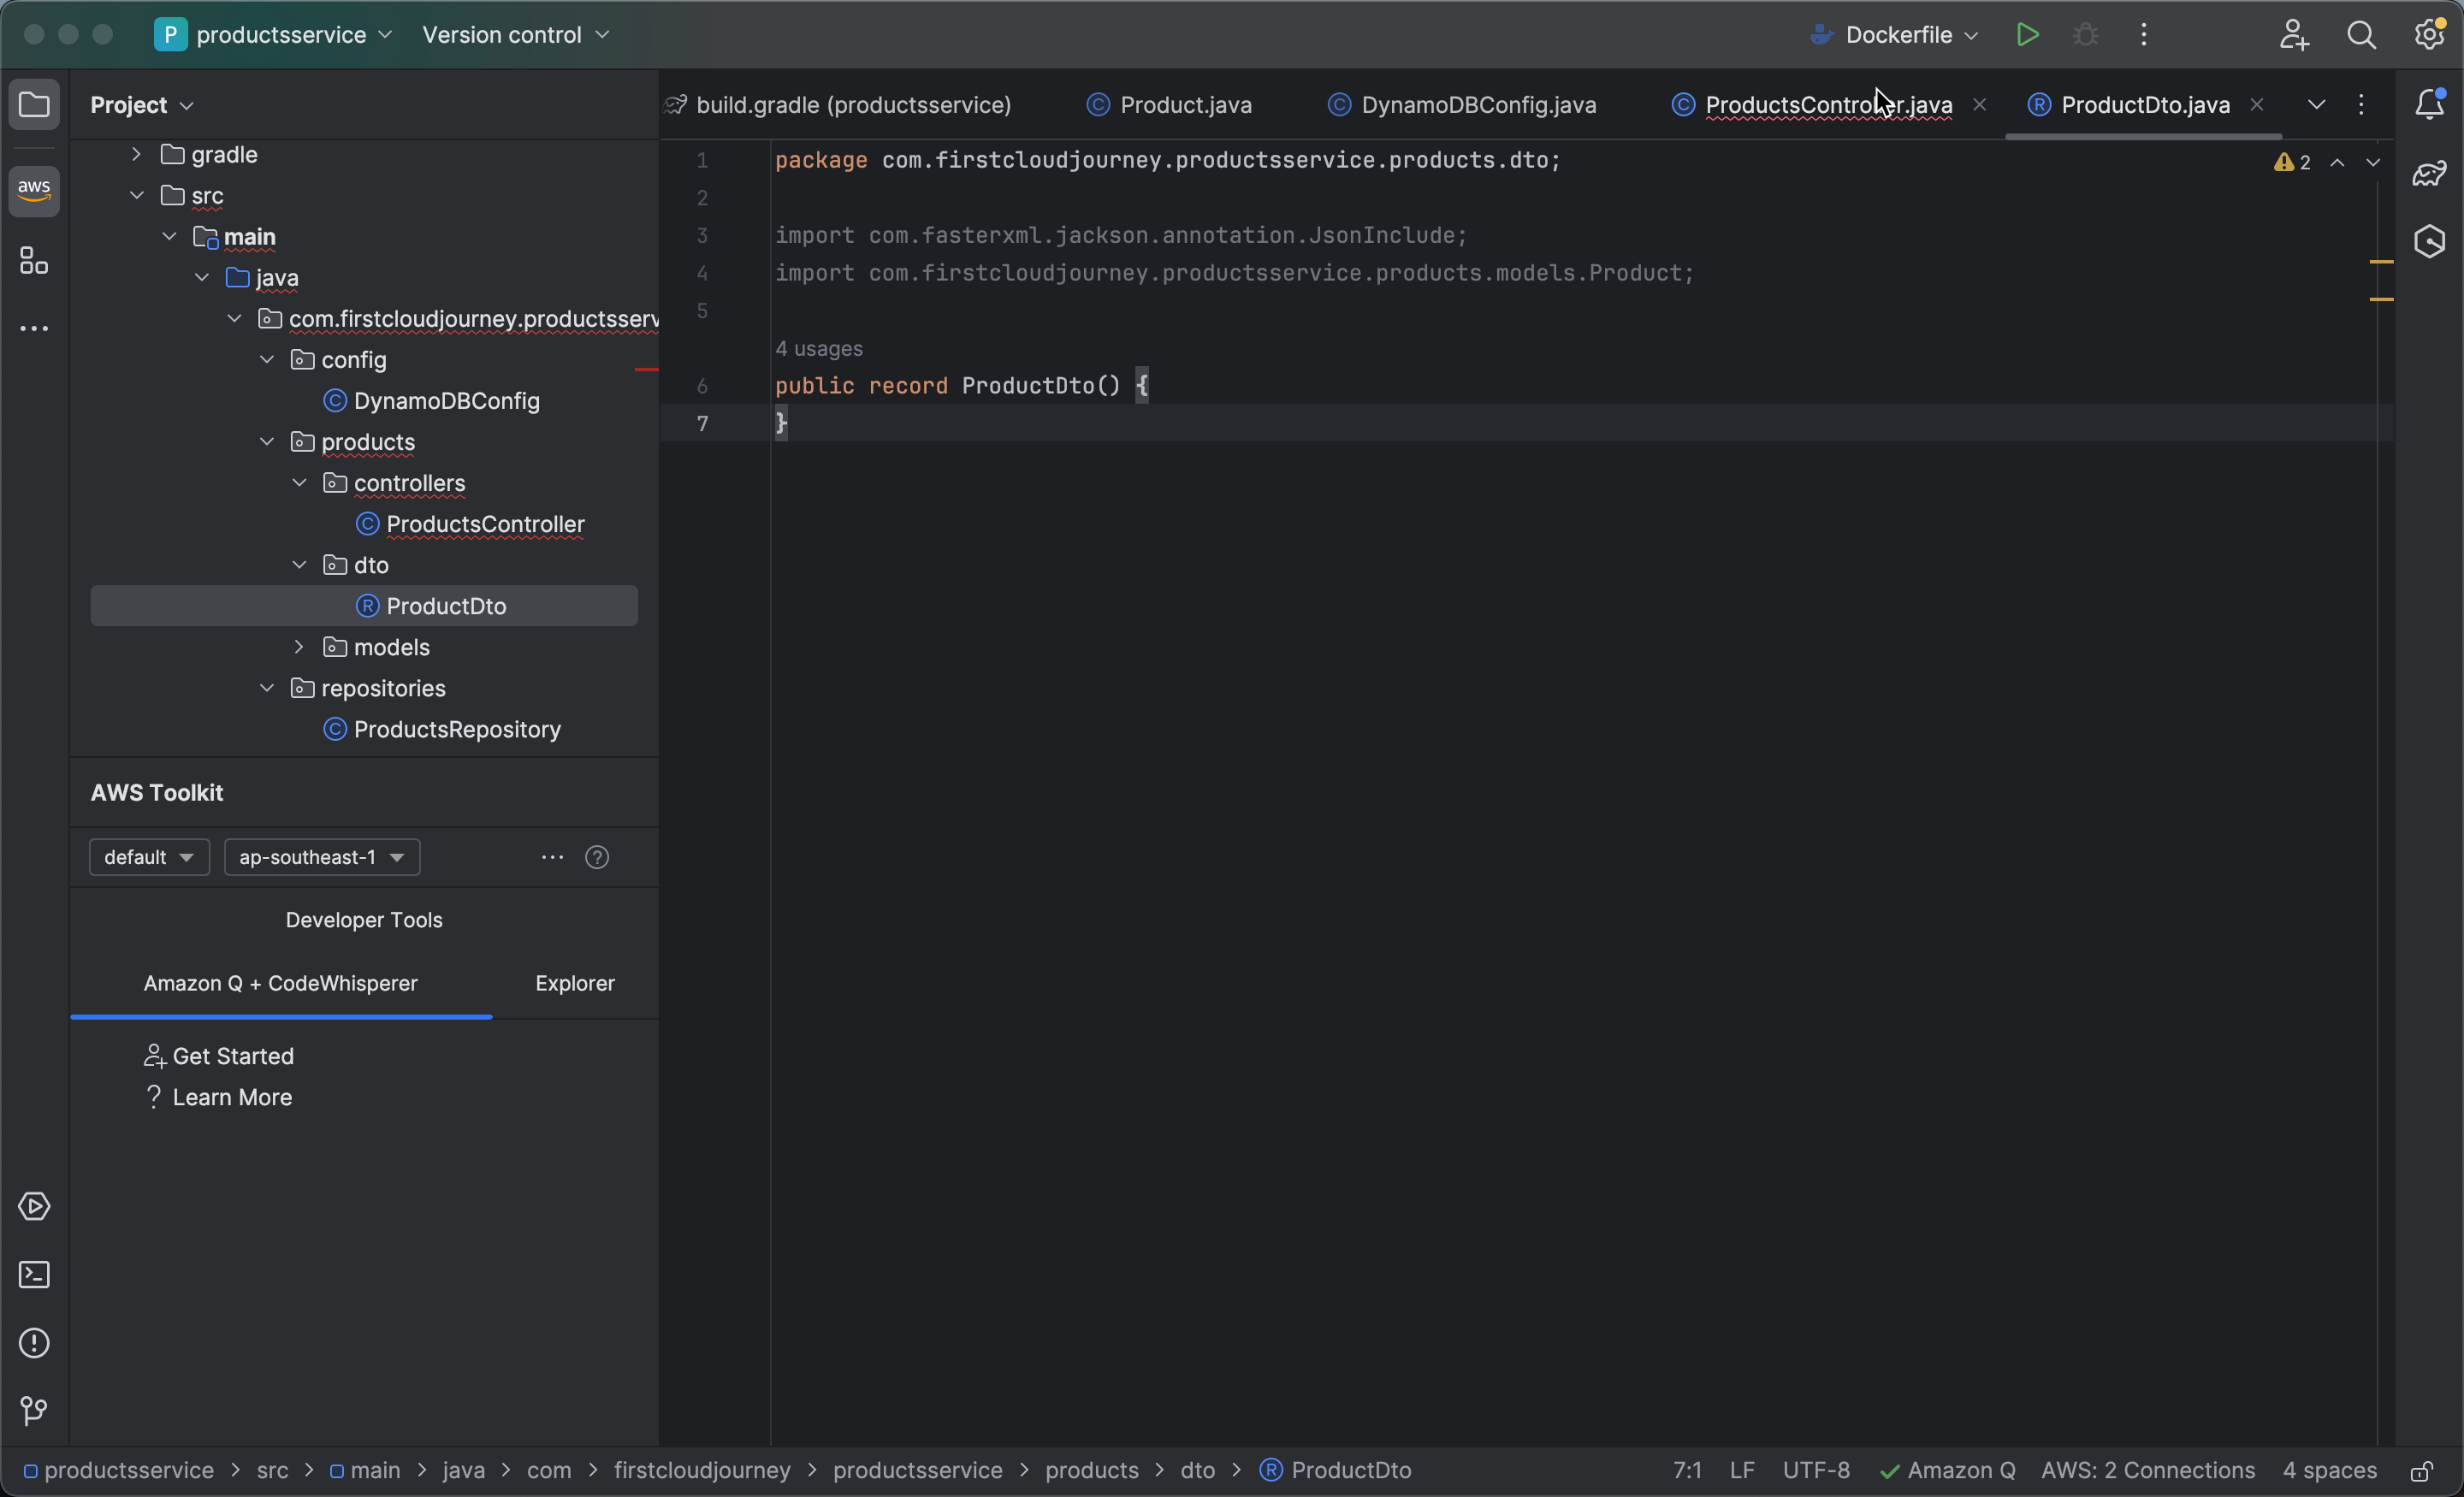 P productsservice Version control Dockerfile
Project
build.gradle (productsservice) Product.java DynamoDBConfig.java ProductsController.java ProductDto.java
gradle
src
main
java
com.firstcloudjourney.productsserv
config
DynamoDBConfig
products
controllers
ProductsController
dto
ProductDto
models
repositories
ProductsRepository
aws
1 package com.firstcloudjourney.productsservice.products.dto;
2
3 import com.fasterxml.jackson.annotation.JsonInclude;
4 import com.firstcloudjourney.productsservice.products.models.Product;
5
4 usages
6 public record ProductDto() {
7 }
2
AWS Toolkit
default ap-southeast-1
Developer Tools
Amazon Q + CodeWhisperer Explorer
Get Started
? Learn More
productsservice > src > main > java > com > firstcloudjourney > productsservice > products > dto > ProductDto 7:1 LF UTF-8 Amazon Q AWS: 2 Connections 4 spaces